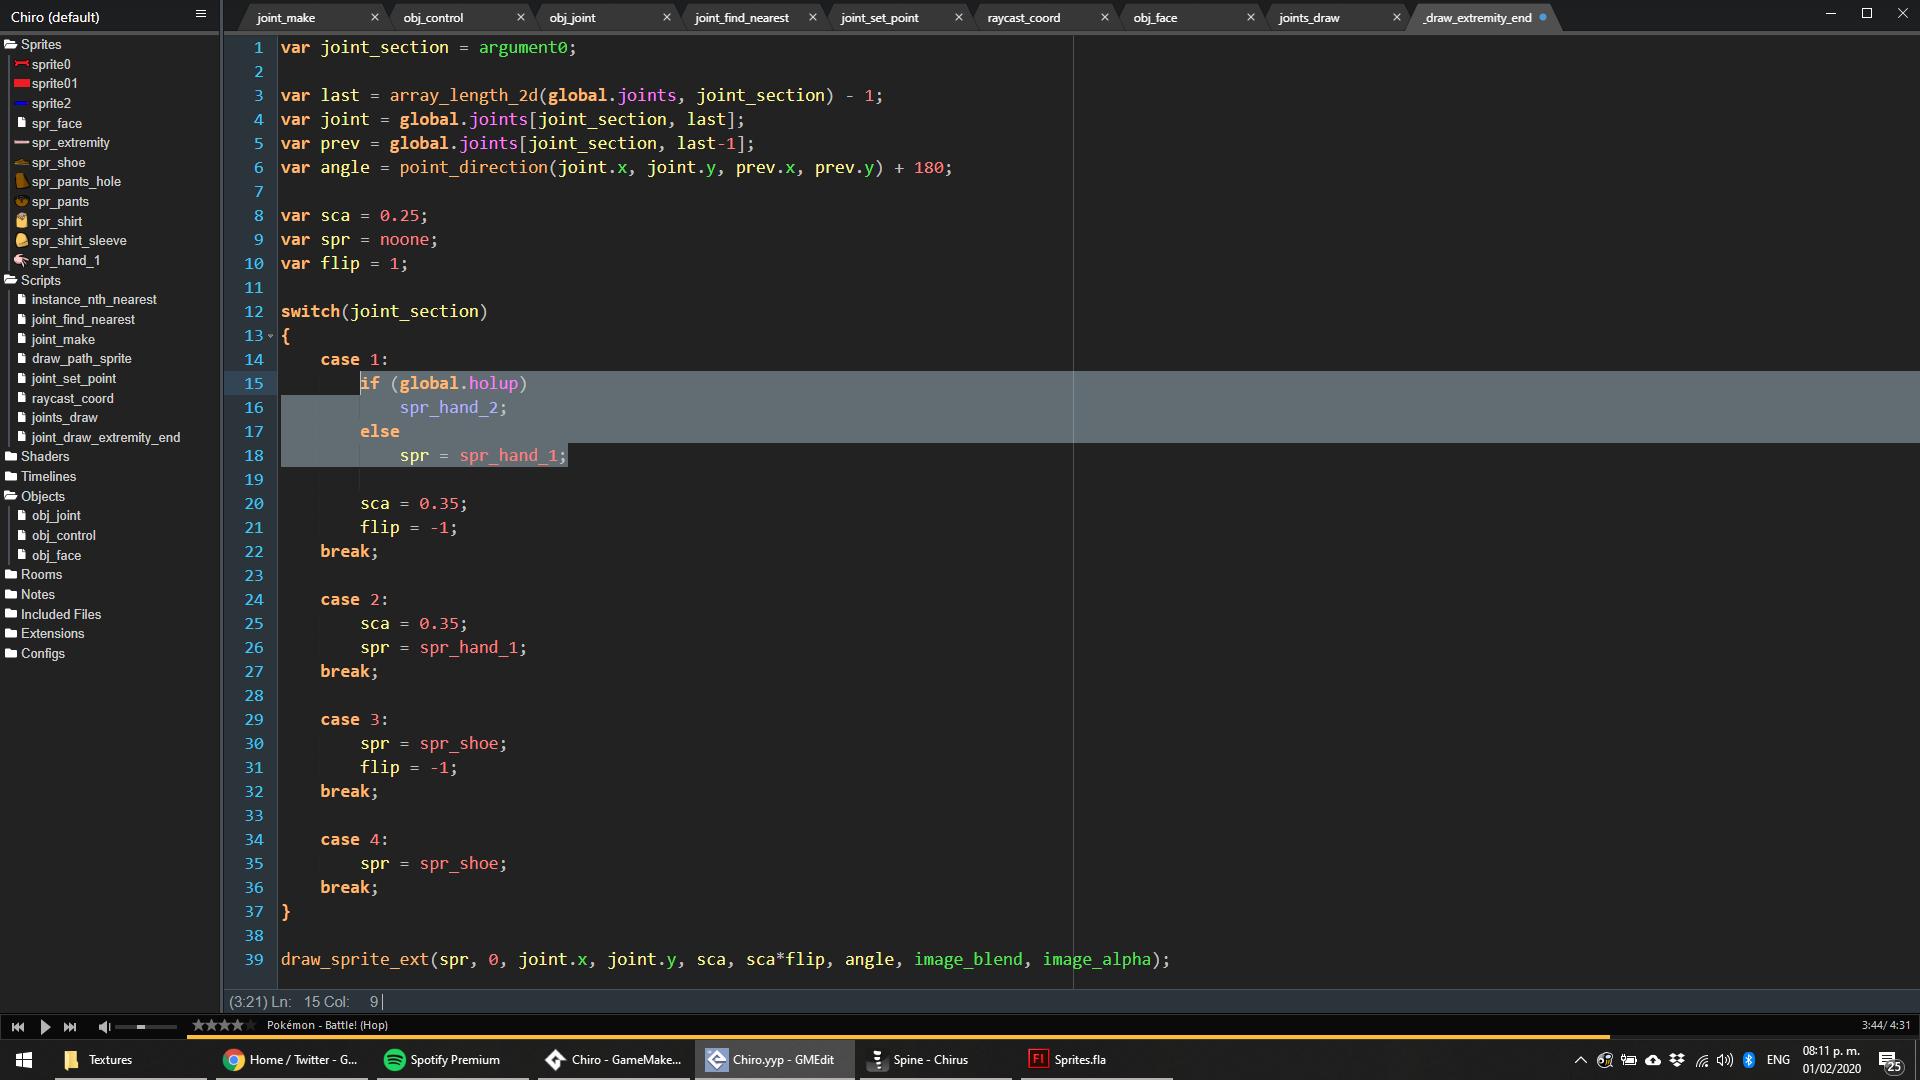 Chiro (default)
joint_make
obj_control
obj_joint
joint_find_nearest
joint_set_point
raycast_coord
obj_face
joints_draw
_draw_extremity_end
Sprites
sprite0
sprite01
sprite2
spr_face
spr_extremity
spr_shoe
spr_pants_hole
spr_pants
spr_shirt
spr_shirt_sleeve
spr_hand_1
Scripts
instance_nth_nearest
joint_find_nearest
joint_make
draw_path_sprite
joint_set_point
raycast_coord
joints_draw
joint_draw_extremity_end
Shaders
Timelines
Objects
obj_joint
obj_control
obj_face
Rooms
Notes
Included Files
Extensions
Configs
1 var joint_section = argument0;
2
3 var last = array_length_2d(global.joints, joint_section) - 1;
4 var joint = global.joints[joint_section, last];
5 var prev = global.joints[joint_section, last-1];
6 var angle = point_direction(joint.x, joint.y, prev.x, prev.y) + 180;
7
8 var sca = 0.25;
9 var spr = noone;
10 var flip = 1;
11
12 switch(joint_section)
13 {
14 case 1:
15 if (global.holup)
16 spr_hand_2;
17 else
18 spr = spr_hand_1;
19
20 sca = 0.35;
21 flip = -1;
22 break;
23
24 case 2:
25 sca = 0.35;
26 spr = spr_hand_1;
27 break;
28
29 case 3:
30 spr = spr_shoe;
31 flip = -1;
32 break;
33
34 case 4:
35 spr = spr_shoe;
36 break;
37 }
38
39 draw_sprite_ext(spr, 0, joint.x, joint.y, sca, sca*flip, angle, image_blend, image_alpha);
(3:21) Ln: 15 Col: 9
Pokémon - Battle! (Hop)
3:44/ 4:31
Textures
Home / Twitter - G...
Spotify Premium
Chiro - GameMake...
Chiro.yyp - GMEdit
Spine - Chirus
Fl
Sprites.fla
ENG
08:11 p. m.
01/02/2020
25